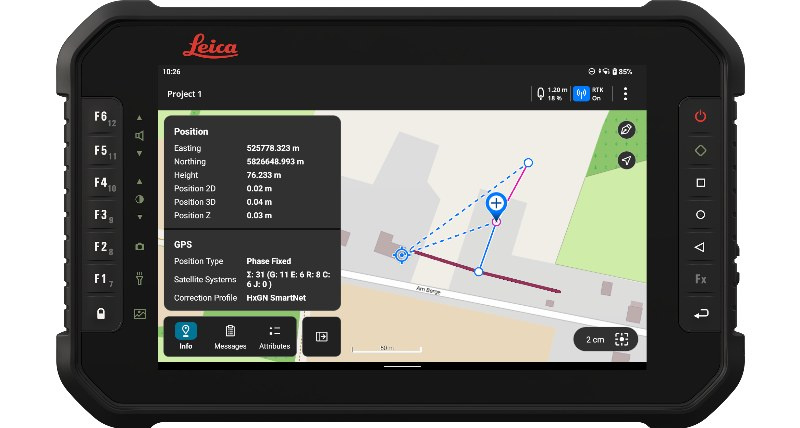 Leica
10:26
85%
Project 1
1.20 m
18 %
RTK
On
Position
Easting 525778.323 m
Northing 5826648.993 m
Height 76.233 m
Position 2D 0.02 m
Position 3D 0.04 m
Position Z 0.03 m
GPS
Position Type Phase Fixed
Satellite Systems Σ: 31 (G: 11 E: 6 R: 8 C:
6 J: 0 )
Correction Profile HxGN SmartNet
Info
Messages
Attributes
Am Berge
50 m
2 cm
F6 12
F5 11
F4 10
F3 9
F2 8
F1 7
Fx